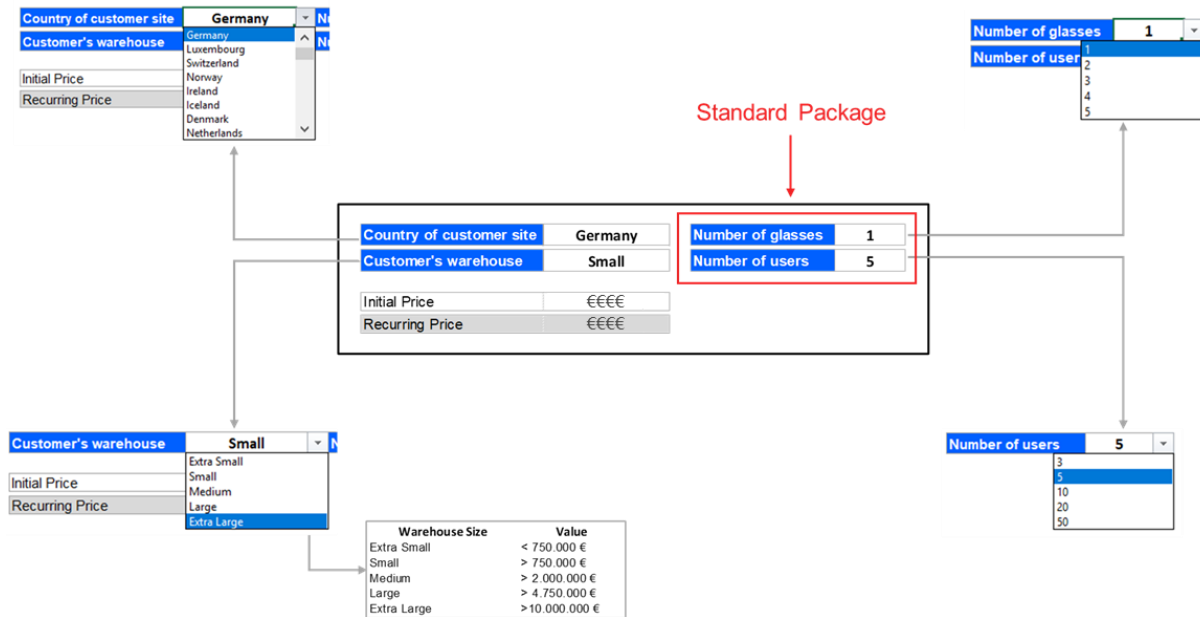 Country of customer site Germany Nu
Customer's warehouse Germany Nu
Luxembourg
Switzerland
Initial Price Norway
Ireland
Recurring Price Iceland
Denmark
Netherlands
Number of glasses 1
Number of user 1
2
3
4
5
Standard Package
Country of customer site Germany Number of glasses 1
Customer's warehouse Small Number of users 5
Initial Price €€€€
Recurring Price €€€€
Customer's warehouse Small N
Extra Small
Initial Price Small
Medium
Recurring Price Large
Extra Large
Number of users 5
3
5
10
20
50
Warehouse Size Value
Extra Small < 750.000 €
Small > 750.000 €
Medium > 2.000.000 €
Large > 4.750.000 €
Extra Large >10.000.000 €